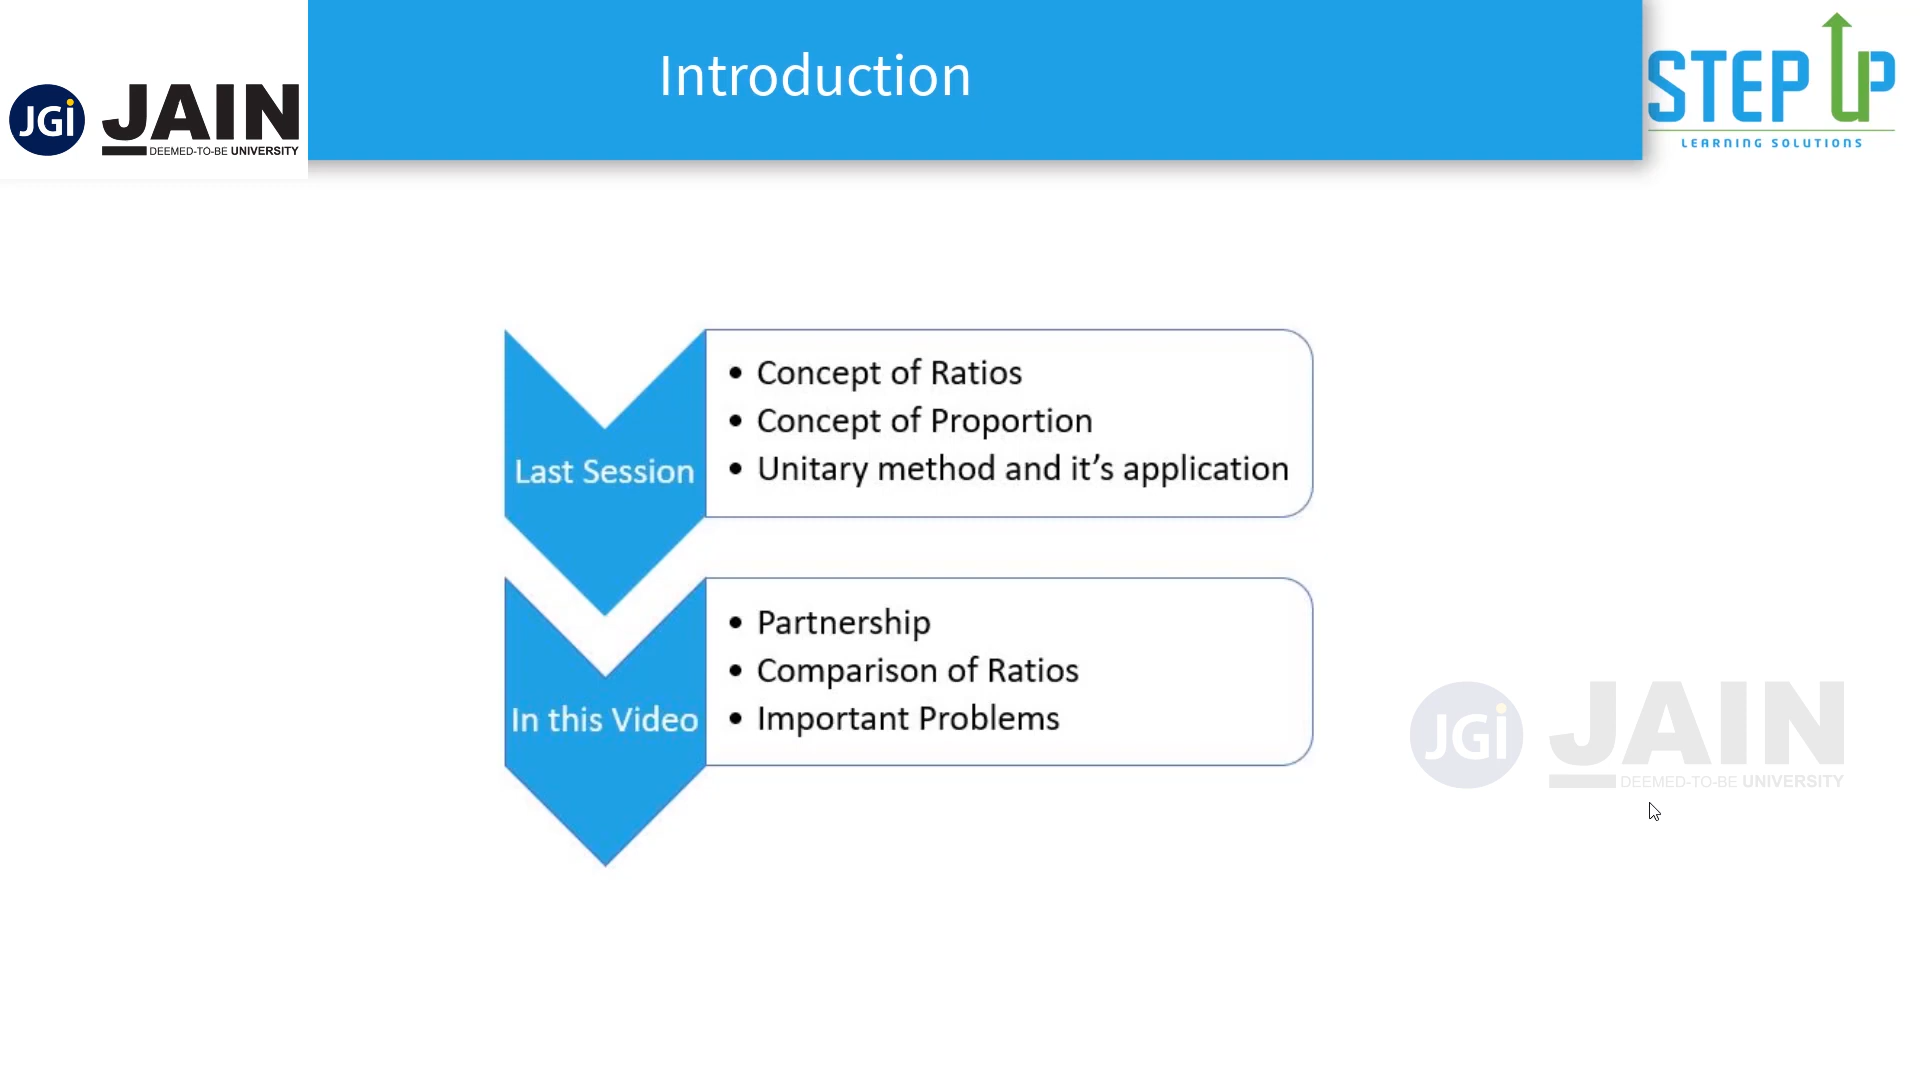 Introduction
JGi JAIN
DEEMED-TO-BE UNIVERSITY
STEP UP
LEARNING SOLUTIONS
Last Session
• Concept of Ratios
• Concept of Proportion
• Unitary method and it’s application
In this Video
• Partnership
• Comparison of Ratios
• Important Problems
JGi JAIN
DEEMED-TO-BE UNIVERSITY